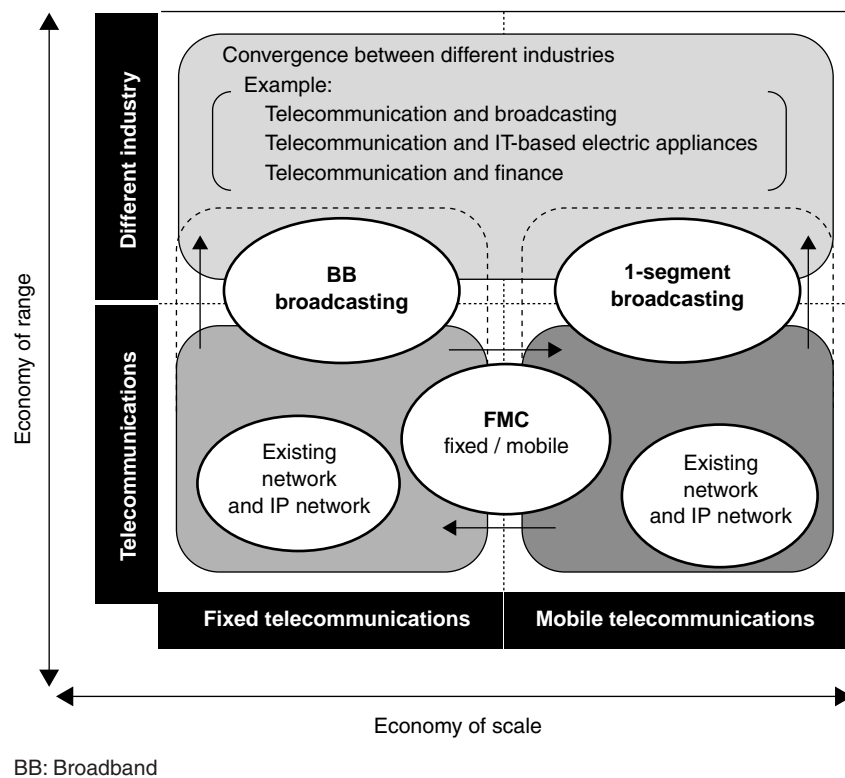 Economy of range
Different industry
Telecommunications
Convergence between different industries
Example:
Telecommunication and broadcasting
Telecommunication and IT-based electric appliances
Telecommunication and finance
BB
broadcasting
1-segment
broadcasting
FMC
fixed / mobile
Existing
network
and IP network
Existing
network
and IP network
Fixed telecommunications
Mobile telecommunications
Economy of scale
BB: Broadband